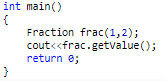 int main()
{
    Fraction frac(1,2);
    cout<<frac.getValue();
    return 0;
}